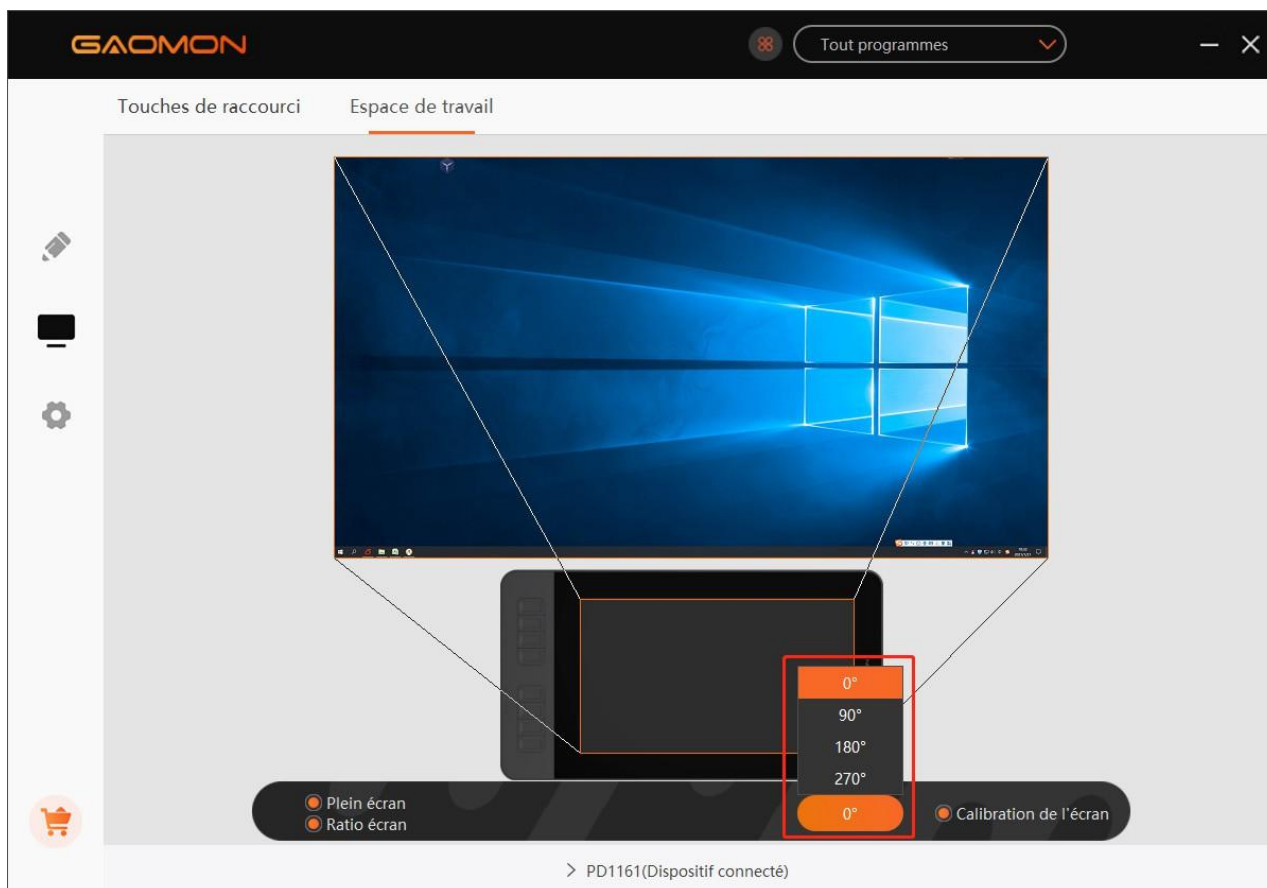 GAOMON
Tout programmes
Touches de raccourci
Espace de travail
0°
90°
180°
270°
0°
Plein écran
Ratio écran
Calibration de l'écran
PD1161(Dispositif connecté)